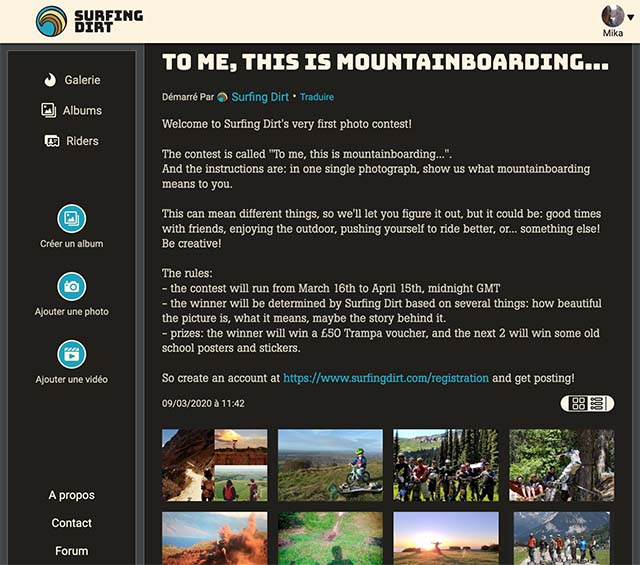 SURFING
DIRT
Mika
Galerie
Albums
Riders
Créer un album
Ajouter une photo
Ajouter une vidéo
A propos
Contact
Forum
TO ME, THIS IS MOUNTAINBOARDING...
Démarré Par Surfing Dirt • Traduire
Welcome to Surfing Dirt's very first photo contest!
The contest is called "To me, this is mountainboarding...".
And the instructions are: in one single photograph, show us what mountainboarding
means to you.
This can mean different things, so we'll let you figure it out, but it could be: good times
with friends, enjoying the outdoor, pushing yourself to ride better, or... something else!
Be creative!
The rules:
- the contest will run from March 16th to April 15th, midnight GMT
- the winner will be determined by Surfing Dirt based on several things: how beautiful
the picture is, what it means, maybe the story behind it.
- prizes: the winner will win a £50 Trampa voucher, and the next 2 will win some old
school posters and stickers.
So create an account at https://www.surfingdirt.com/registration and get posting!
09/03/2020 à 11:42